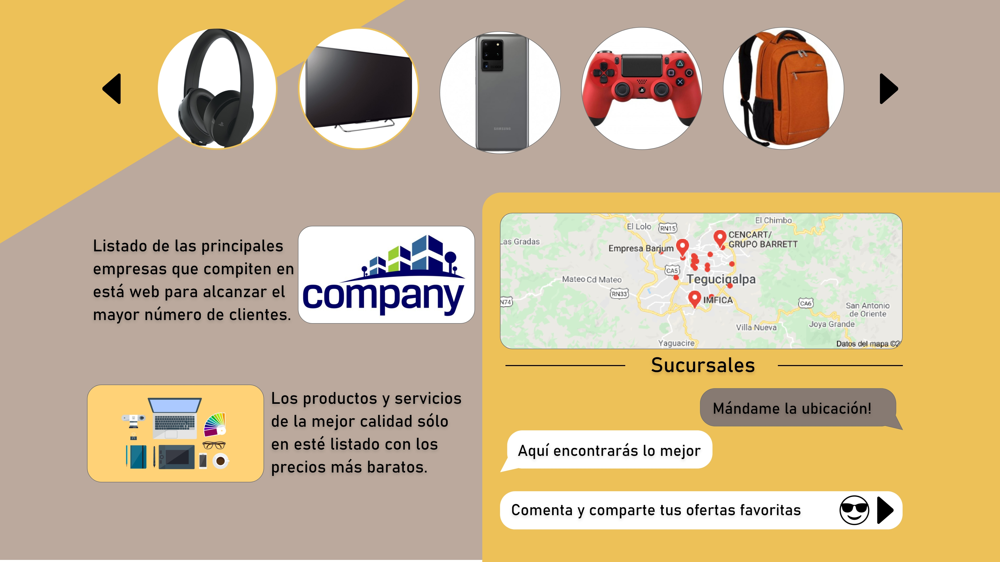 SAMSUNG
Listado de las principales
empresas que compiten en
está web para alcanzar el
mayor número de clientes.
company
Los productos y servicios
de la mejor calidad sólo
en esté listado con los
precios más baratos.
El Lolo
RN15
El Chimbo
Las Gradas
CENCART/
GRUPO BARRETT
Empresa Barjum
CA5
Mateo
Cd Mateo
Tegucigalpa
RN33
IMFICA
N74
CA6
San Antonio
de Oriente
Joya Grande
Villa Nueva
Yaguacire
Datos del mapa ©2
Sucursales
Mándame la ubicación!
Aquí encontrarás lo mejor
Comenta y comparte tus ofertas favoritas